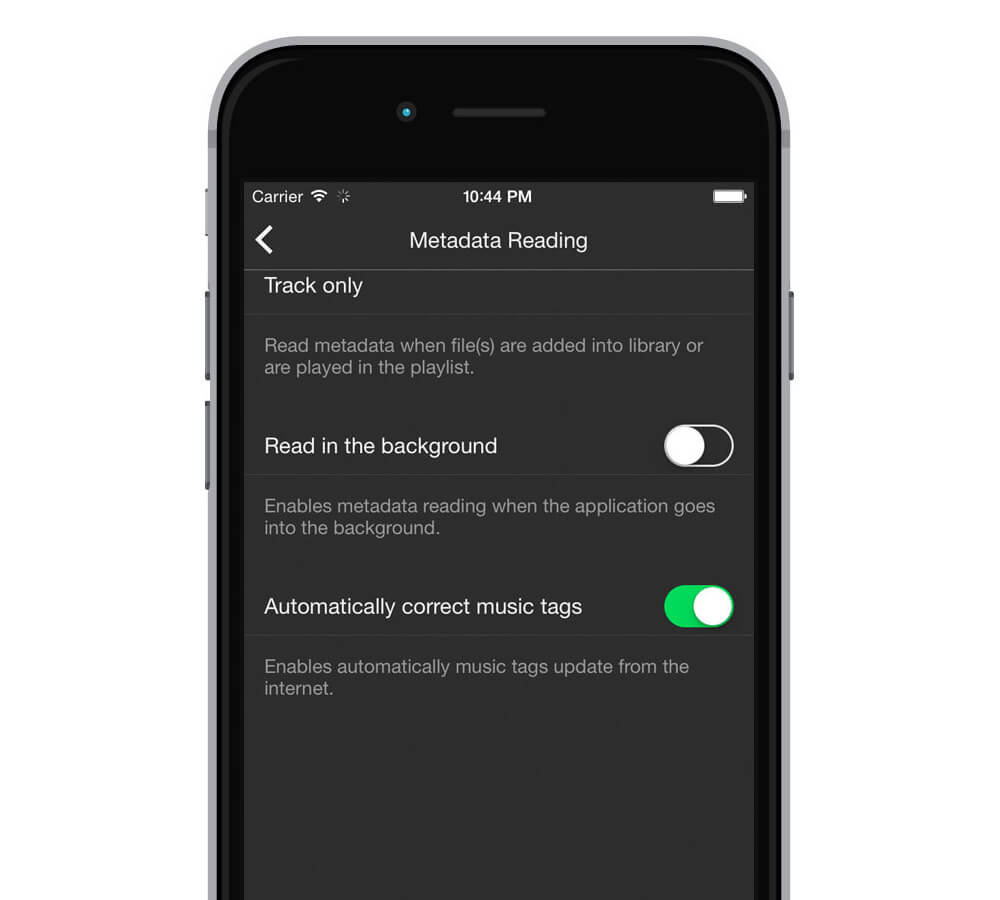 Carrier 10:44 PM
Metadata Reading
Track only
Read metadata when file(s) are added into library or
are played in the playlist.
Read in the background
Enables metadata reading when the application goes
into the background.
Automatically correct music tags
Enables automatically music tags update from the
internet.